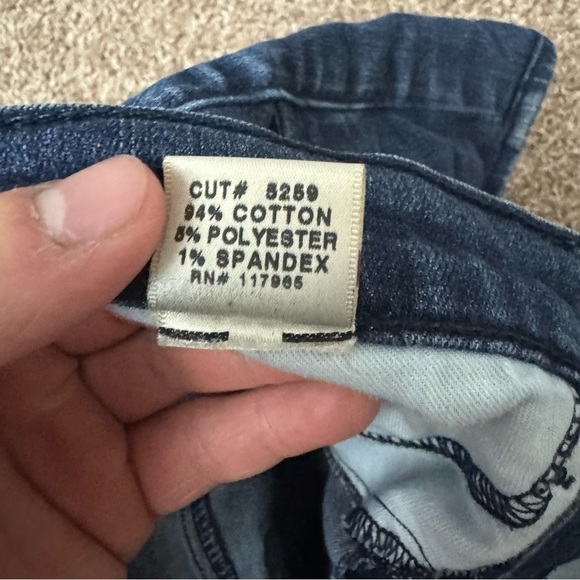 CUT# 5259
94% COTTON
5% POLYESTER
1% SPANDEX
RN# 117965